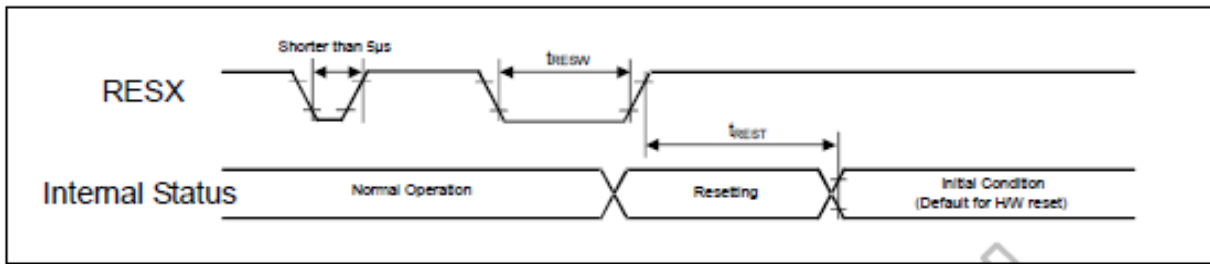 Shorter than 5µs
tRESW
RESX
tREST
Internal Status
Normal Operation
Resetting
Initial Condition
(Default for H/W reset)